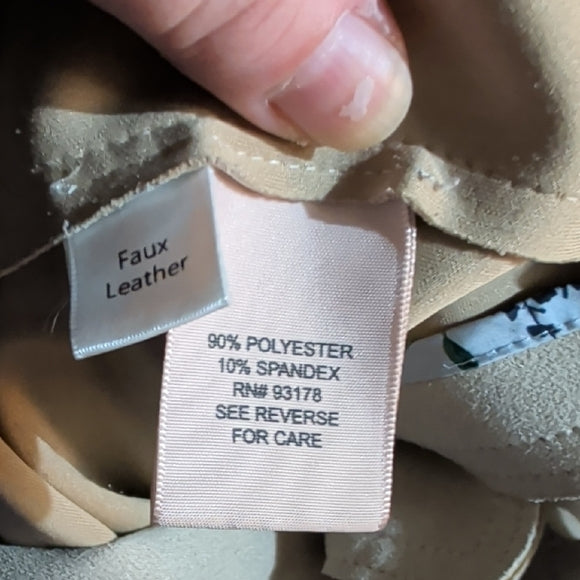 Faux
Leather
90% POLYESTER
10% SPANDEX
RN# 93178
SEE REVERSE
FOR CARE